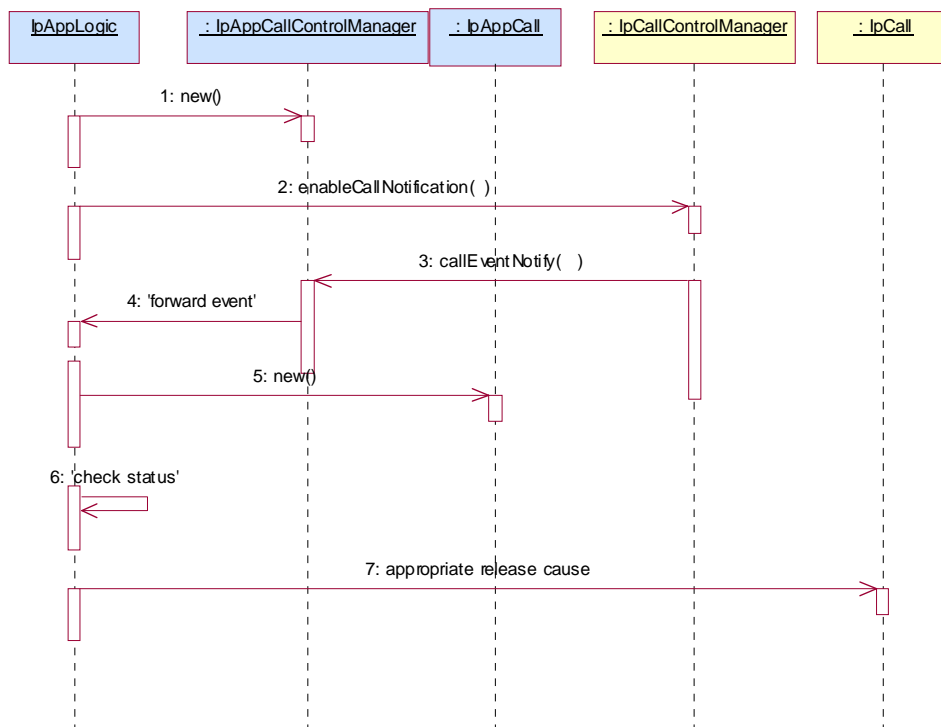 IpAppLogic
: IpAppCallControlManager
: IpAppCall
: IpCallControlManager
: IpCall
1: new()
2: enableCallNotification( )
3: callEventNotify( )
4: 'forward event'
5: new()
6: 'check status'
7: appropriate release cause